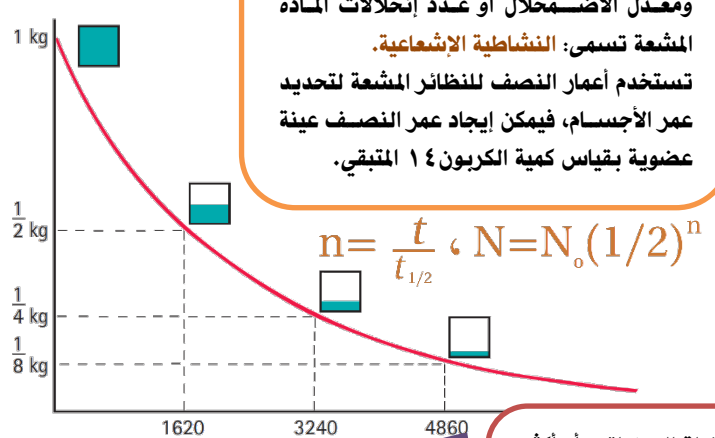 ومعدل الاضمحلال أو عدد إنحلالات المادة
المشعة تسمى: النشاطية الإشعاعية.
تستخدم أعمار النصف للنظائر المشعة لتحديد
عمر الأجسام، فيمكن إيجاد عمر النصف عينة
عضوية بقياس كمية الكربون١٤ المتبقي.
n= t/t1/2 ، N=No(1/2)^n
1 kg
1/2 kg
1/4 kg
1/8 kg
1620 3240 4860